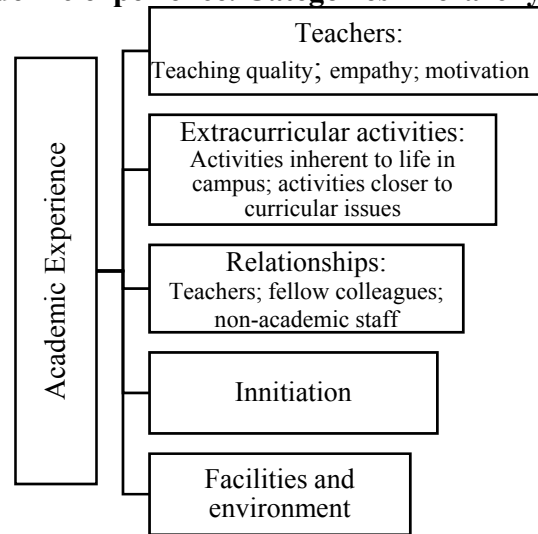 Teachers:
Teaching quality; empathy; motivation
Extracurricular activities:
Activities inherent to life in
campus; activities closer to
curricular issues
Academic Experience
Relationships:
Teachers; fellow colleagues;
non-academic staff
Innitiation
Facilities and
environment